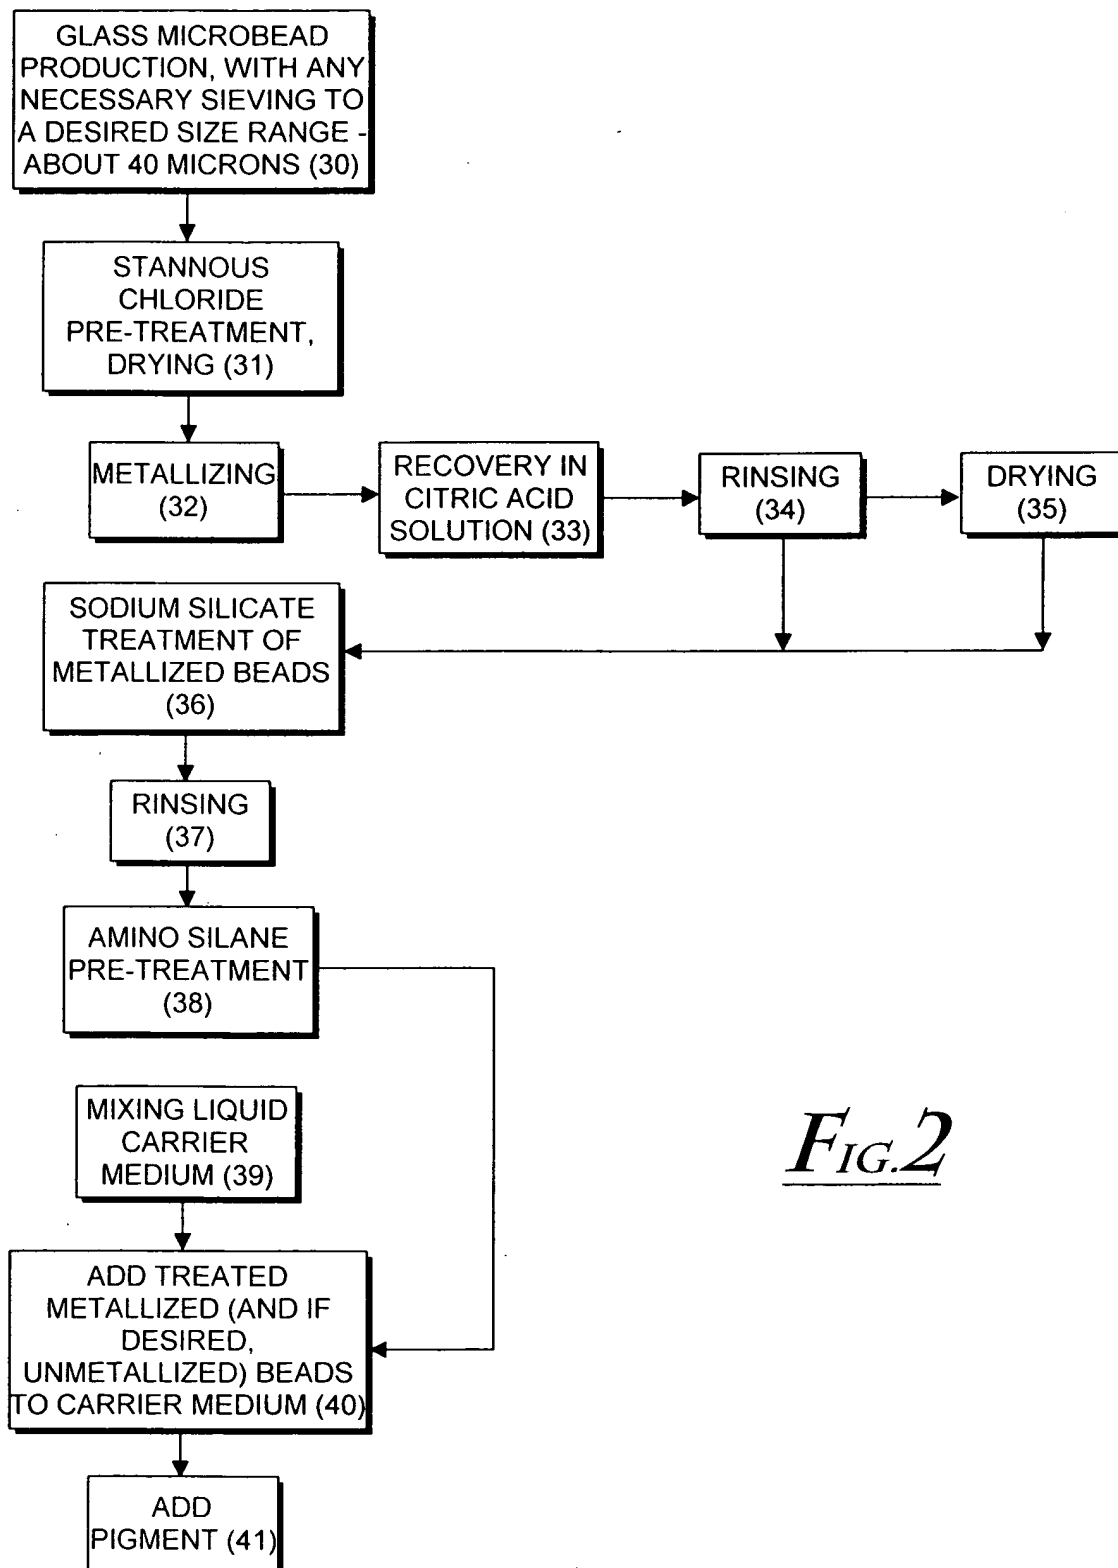 GLASS MICROBEAD
PRODUCTION, WITH ANY
NECESSARY SIEVING TO
A DESIRED SIZE RANGE -
ABOUT 40 MICRONS (30)
STANNOUS
CHLORIDE
PRE-TREATMENT,
DRYING (31)
METALLIZING
(32)
RECOVERY IN
CITRIC ACID
SOLUTION (33)
RINSING
(34)
DRYING
(35)
SODIUM SILICATE
TREATMENT OF
METALLIZED BEADS
(36)
RINSING
(37)
AMINO SILANE
PRE-TREATMENT
(38)
MIXING LIQUID
CARRIER
MEDIUM (39)
ADD TREATED
METALLIZED (AND IF
DESIRED,
UNMETALLIZED) BEADS
TO CARRIER MEDIUM (40)
ADD
PIGMENT (41)
FIG.2